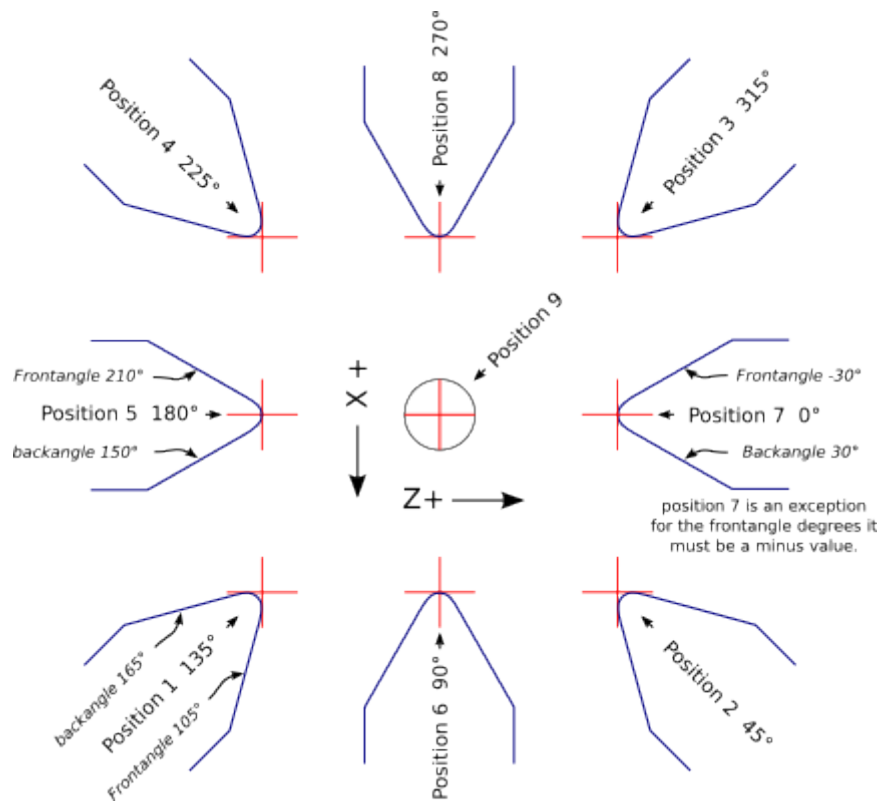 Position 4 225°
Position 8 270°
Position 3 315°
Position 9
Frontangle 210°
Position 5 180°
backangle 150°
X +
Z+
Frontangle -30°
Position 7 0°
Backangle 30°
position 7 is an exception
for the frontangle degrees it
must be a minus value.
backangle 165°
Position 1 135°
Frontangle 105°
Position 6 90°
Position 2 45°